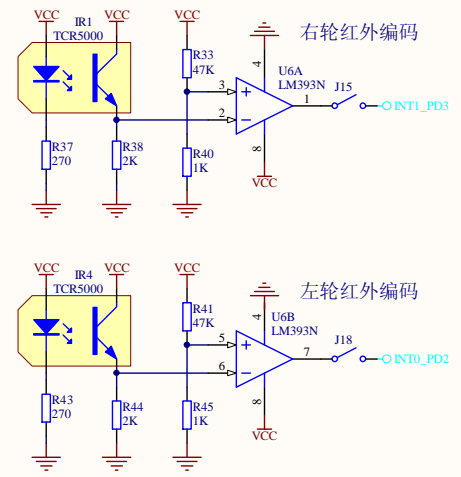 VCC
VCC
VCC
IR1
TCR5000
右轮红外编码
R33
47K
4
U6A
LM393N
3
2
1
J15
INT1_PD3
R37
270
R38
2K
R40
1K
8
VCC
VCC
VCC
VCC
IR4
TCR5000
左轮红外编码
R41
47K
4
U6B
LM393N
5
6
7
J18
INT0_PD2
R43
270
R44
2K
R45
1K
8
VCC